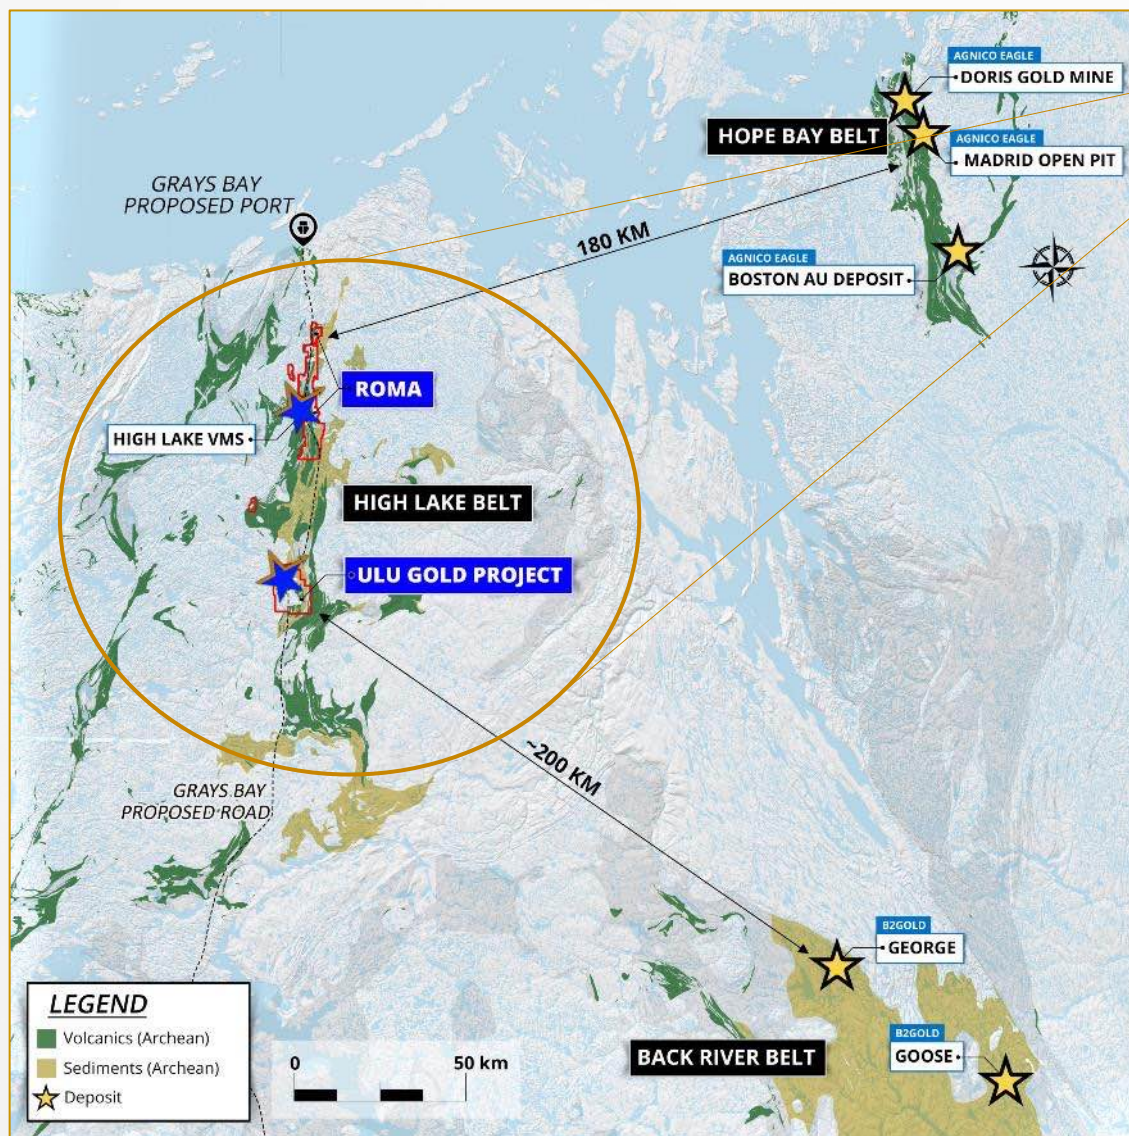 AGNICO EAGLE
DORIS GOLD MINE
HOPE BAY BELT
AGNICO EAGLE
MADRID OPEN PIT
GRAYS BAY
PROPOSED PORT
180 KM
AGNICO EAGLE
BOSTON AU DEPOSIT
ROMA
HIGH LAKE VMS
HIGH LAKE BELT
ULU GOLD PROJECT
~200 KM
GRAYS BAY
PROPOSED ROAD
B2GOLD
GEORGE
B2GOLD
GOOSE
BACK RIVER BELT
LEGEND
Volcanics (Archean)
Sediments (Archean)
Deposit
0 50 km